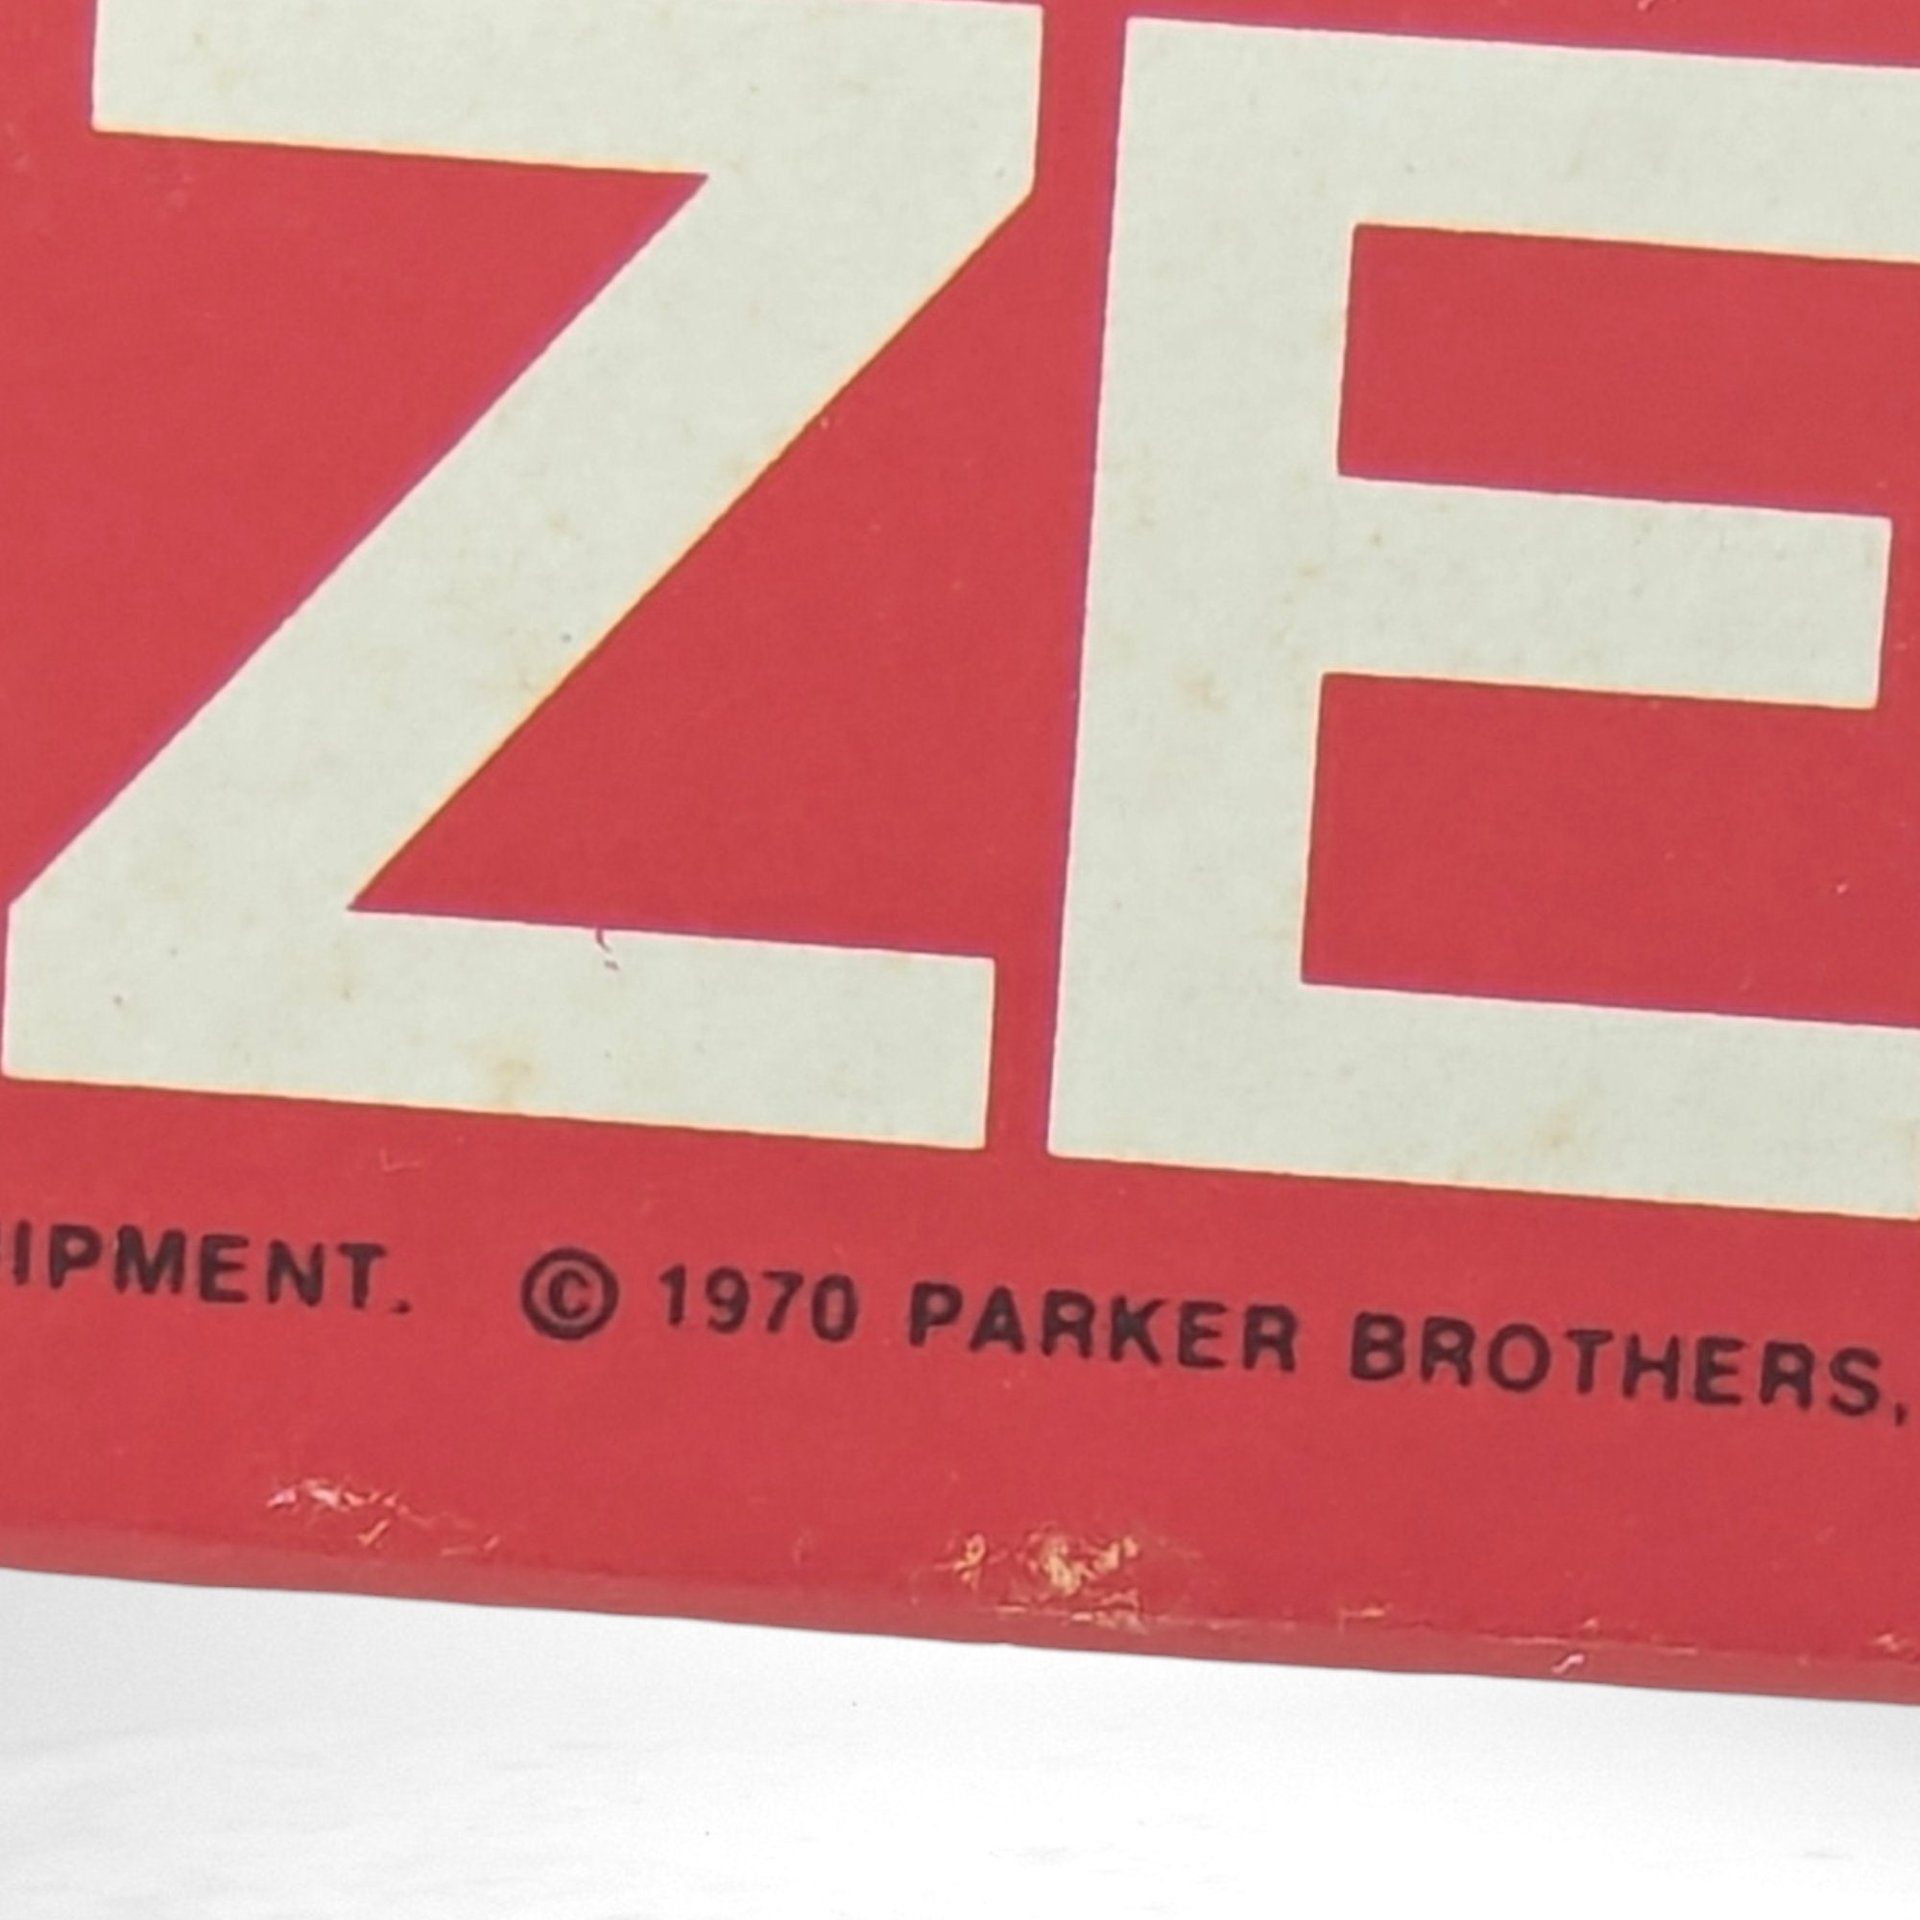 ZE
IPMENT. © 1970 PARKER BROTHERS,